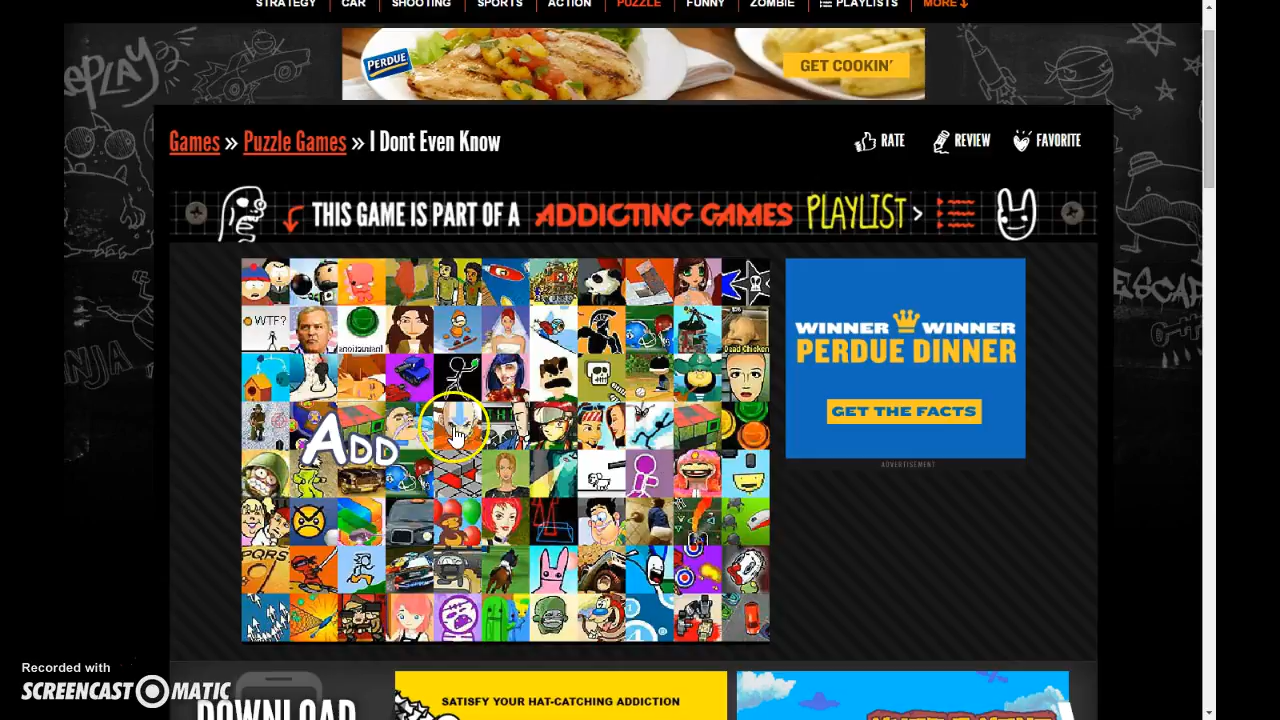 STRATEGY CAR SHOOTING SPORTS ACTION PUZZLE FUNNY ZOMBIE PLAYLISTS MORE
PERDUE
GET COOKIN'
Games » Puzzle Games » I Dont Even Know
RATE REVIEW FAVORITE
THIS GAME IS PART OF A ADDICTING GAMES PLAYLIST >
WTF?
Dead Chicken
ADD
PQRS
WINNER WINNER
PERDUE DINNER
GET THE FACTS
ADVERTISEMENT
DOWNLOAD
SATISFY YOUR HAT-CATCHING ADDICTION
Recorded with
SCREENCAST-O-MATIC